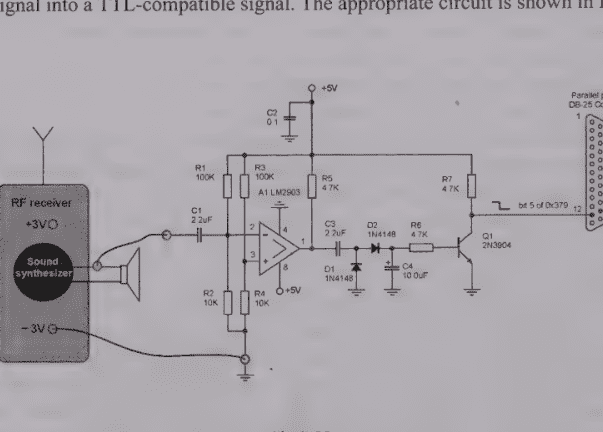 signal into a TTL-compatible signal. The appropriate circuit is shown in
+5V
C2
0.1
Parallel
DB-25
1
R1
100K
R3
100K
A1 LM2903
R5
4.7K
R7
4.7K
RF receiver
+3V
Sound
synthesizer
-3V
C1
2.2uF
2
4
3
8
1
+5V
R2
10K
R4
10K
C3
2.2uF
D2
1N4148
R6
4.7K
D1
1N4148
+
C4
10.0uF
Q1
2N3904
bit 5 of 0x379
12